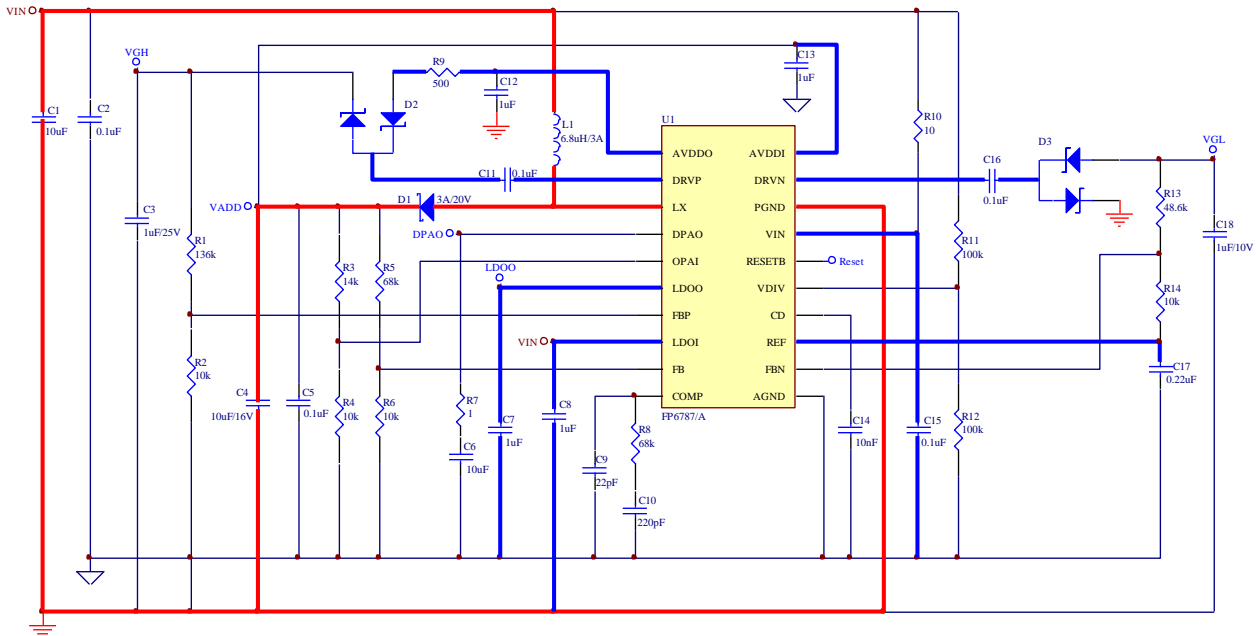 VIN
VGH
C1
10uF
C2
0.1uF
R9
500
D2
C12
1uF
L1
6.8uH/3A
C13
1uF
U1
R10
10
D3
VGL
AVDDO
AVDDI
DRVP
DRVN
LX
PGND
DPAO
VIN
OPAI
RESETB
LDOO
VDIV
FBP
CD
LDOI
REF
FB
FBN
COMP
AGND
FP6787/A
C11
0.1uF
C16
0.1uF
R13
48.6k
C3
1uF/25V
VADD
D1
3A/20V
DPAO
C18
1uF/10V
R1
136k
R3
14k
R5
68k
LDOO
Reset
R11
100k
R14
10k
VIN
R2
10k
C17
0.22uF
C4
10uF/16V
C5
0.1uF
R4
10k
R6
10k
R7
1
C6
10uF
C7
1uF
C8
1uF
R8
68k
C9
22pF
C10
220pF
C14
10nF
C15
0.1uF
R12
100k